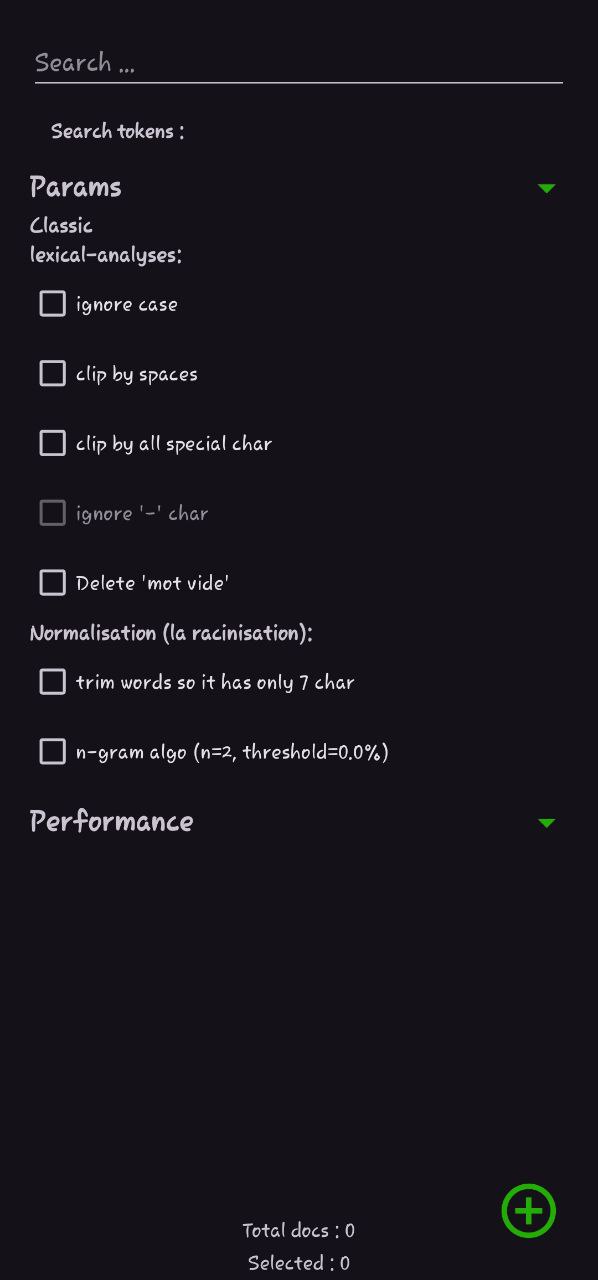 Search ...
Search tokens :
Params
Classic
lexical-analyses:
ignore case
clip by spaces
clip by all special char
ignore '-' char
Delete 'mot vide'
Normalisation (la racinisation):
trim words so it has only 7 char
n-gram algo (n=2, threshold=0.0%)
Performance
Total docs : 0
Selected : 0